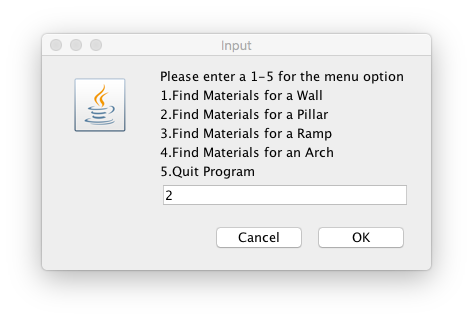 Input
Please enter a 1-5 for the menu option
1.Find Materials for a Wall
2.Find Materials for a Pillar
3.Find Materials for a Ramp
4.Find Materials for an Arch
5.Quit Program
2
Cancel OK